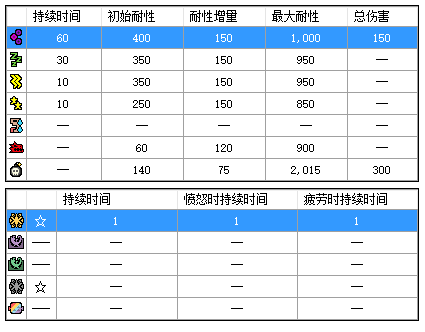 持续时间 初始耐性 耐性增量 最大耐性 总伤害
60 400 150 1,000 150
30 350 150 950 —
10 350 150 950 —
10 250 150 850 —
— — — — —
— 60 120 900 —
— 140 75 2,015 300
持续时间 愤怒时持续时间 疲劳时持续时间
☆ 1 1 1
— — — —
— — — —
☆ — — —
— — — —